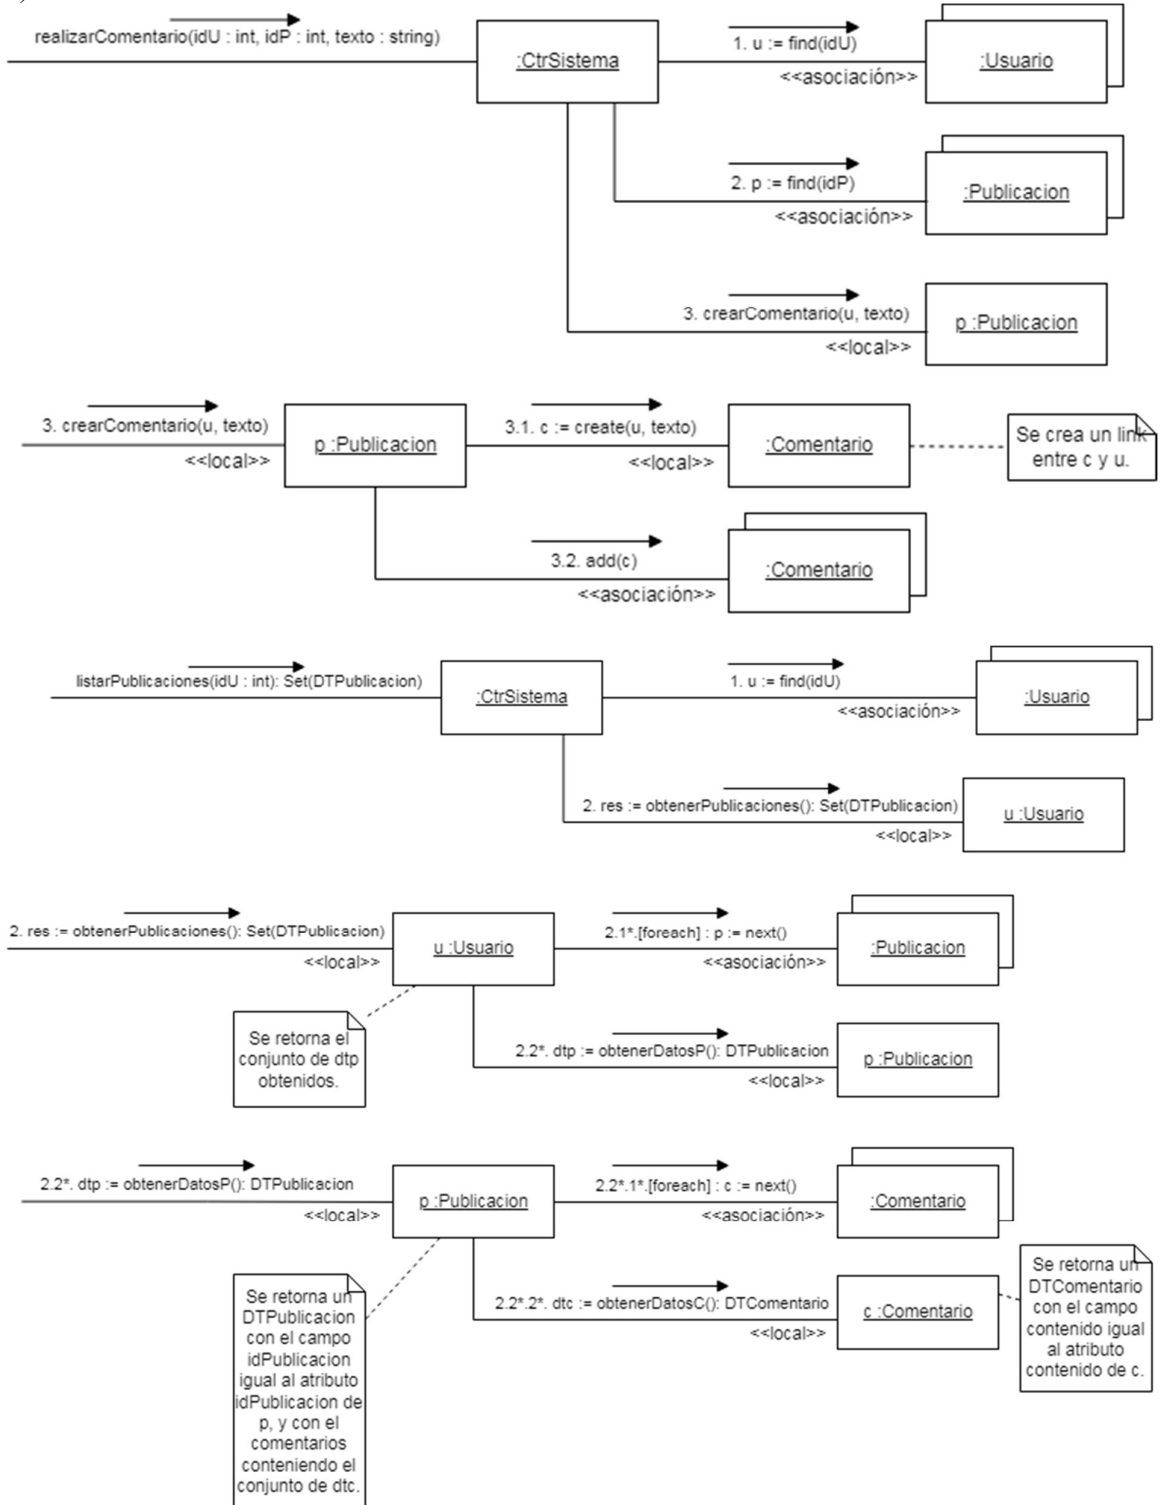 )
realizarComentario(idU : int, idP : int, texto : string)
:CtrSistema
1. u := find(idU)
<<asociación>>
:Usuario
2. p := find(idP)
<<asociación>>
:Publicacion
3. crearComentario(u, texto)
<<local>>
p :Publicacion
3. crearComentario(u, texto)
<<local>>
p :Publicacion
3.1. c := create(u, texto)
<<local>>
:Comentario
Se crea un link
entre c y u.
3.2. add(c)
<<asociación>>
:Comentario
listarPublicaciones(idU : int): Set(DTPublicacion)
:CtrSistema
1. u := find(idU)
<<asociación>>
:Usuario
2. res := obtenerPublicaciones(): Set(DTPublicacion)
<<local>>
u :Usuario
2. res := obtenerPublicaciones(): Set(DTPublicacion)
<<local>>
u :Usuario
2.1*.[foreach] : p := next()
<<asociación>>
:Publicacion
Se retorna el
conjunto de dtp
obtenidos.
2.2*. dtp := obtenerDatosP(): DTPublicacion
<<local>>
p :Publicacion
2.2*. dtp := obtenerDatosP(): DTPublicacion
<<local>>
p :Publicacion
2.2*.1*.[foreach] : c := next()
<<asociación>>
:Comentario
Se retorna un
DTPublicacion
con el campo
idPublicacion
igual al atributo
idPublicacion de
p, y con el
comentarios
conteniendo el
conjunto de dtc.
2.2*.2*. dtc := obtenerDatosC(): DTComentario
<<local>>
c :Comentario
Se retorna un
DTComentario
con el campo
contenido igual
al atributo
contenido de c.